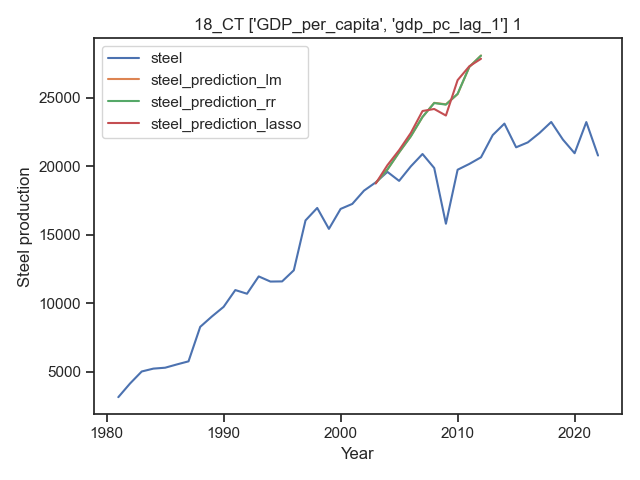 18_CT ['GDP_per_capita', 'gdp_pc_lag_1'] 1
steel
steel_prediction_lm
steel_prediction_rr
steel_prediction_lasso
Steel production
25000
20000
15000
10000
5000
1980
1990
2000
2010
2020
Year